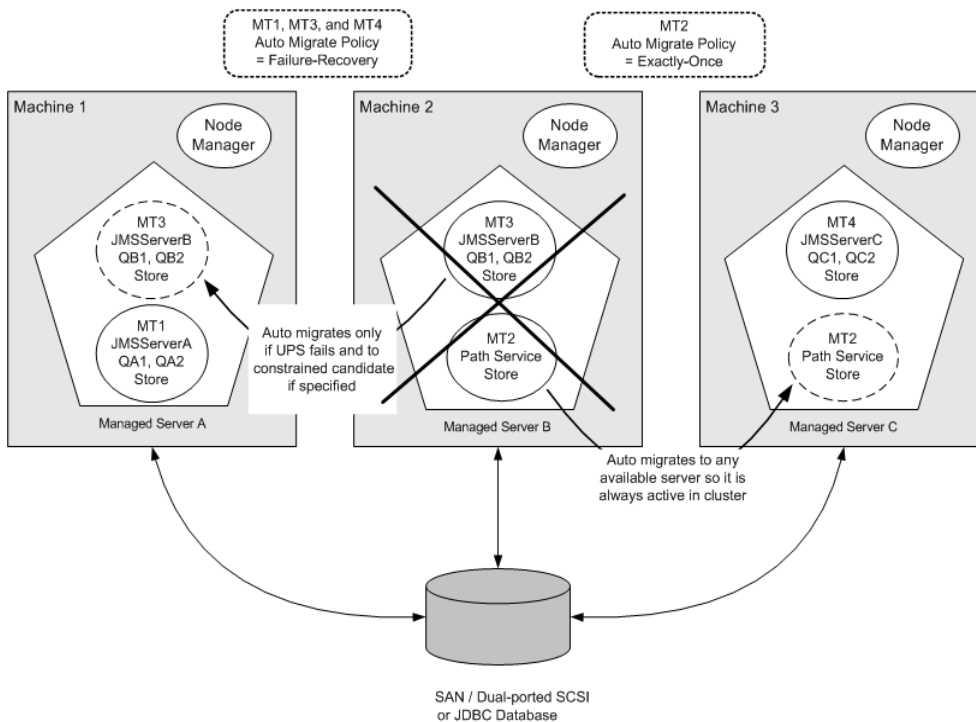 MT1, MT3, and MT4
Auto Migrate Policy
= Failure-Recovery
MT2
Auto Migrate Policy
= Exactly-Once
Machine 1
Node
Manager
MT3
JMSServerB
QB1, QB2
Store
MT1
JMSServerA
QA1, QA2
Store
Managed Server A
Auto migrates only
if UPS fails and to
constrained candidate
if specified
Machine 2
Node
Manager
MT3
JMSServerB
QB1, QB2
Store
MT2
Path Service
Store
Managed Server B
Auto migrates to any
available server so it is
always active in cluster
Machine 3
Node
Manager
MT4
JMSServerC
QC1, QC2
Store
MT2
Path Service
Store
Managed Server C
SAN / Dual-ported SCSI
or JDBC Database